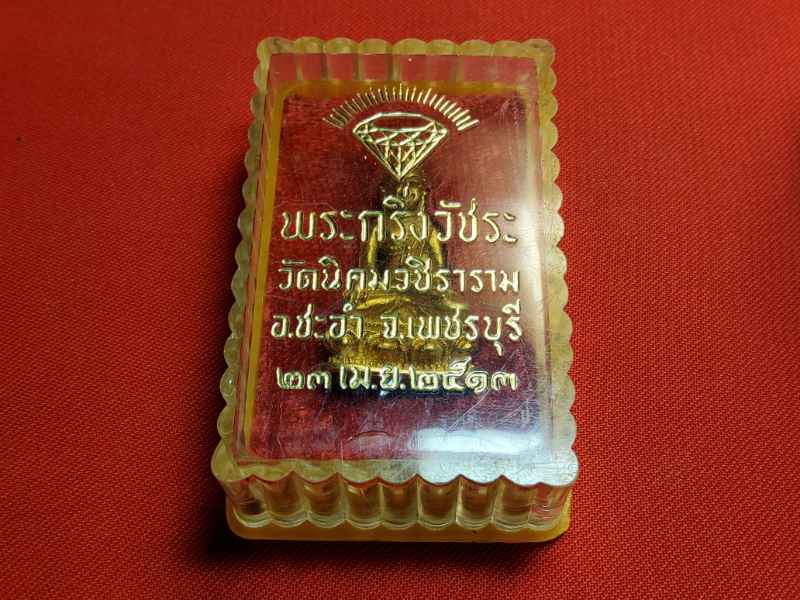 พระกริ่งวัชระ
วัดนิคมวชิราราม
อ.ชะอำ จ.เพชรบุรี
๒๓ เม.ย.๒๕๑๓